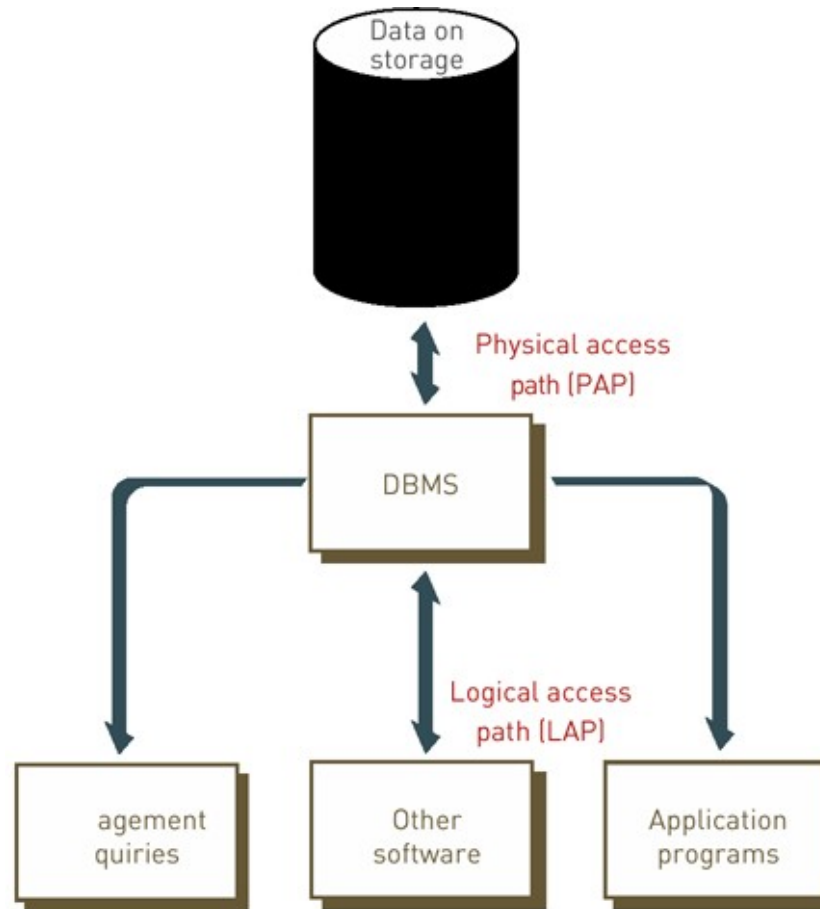 Data on
storage
Physical access
path (PAP)
DBMS
Logical access
path (LAP)
agement
quiries
Other
software
Application
programs